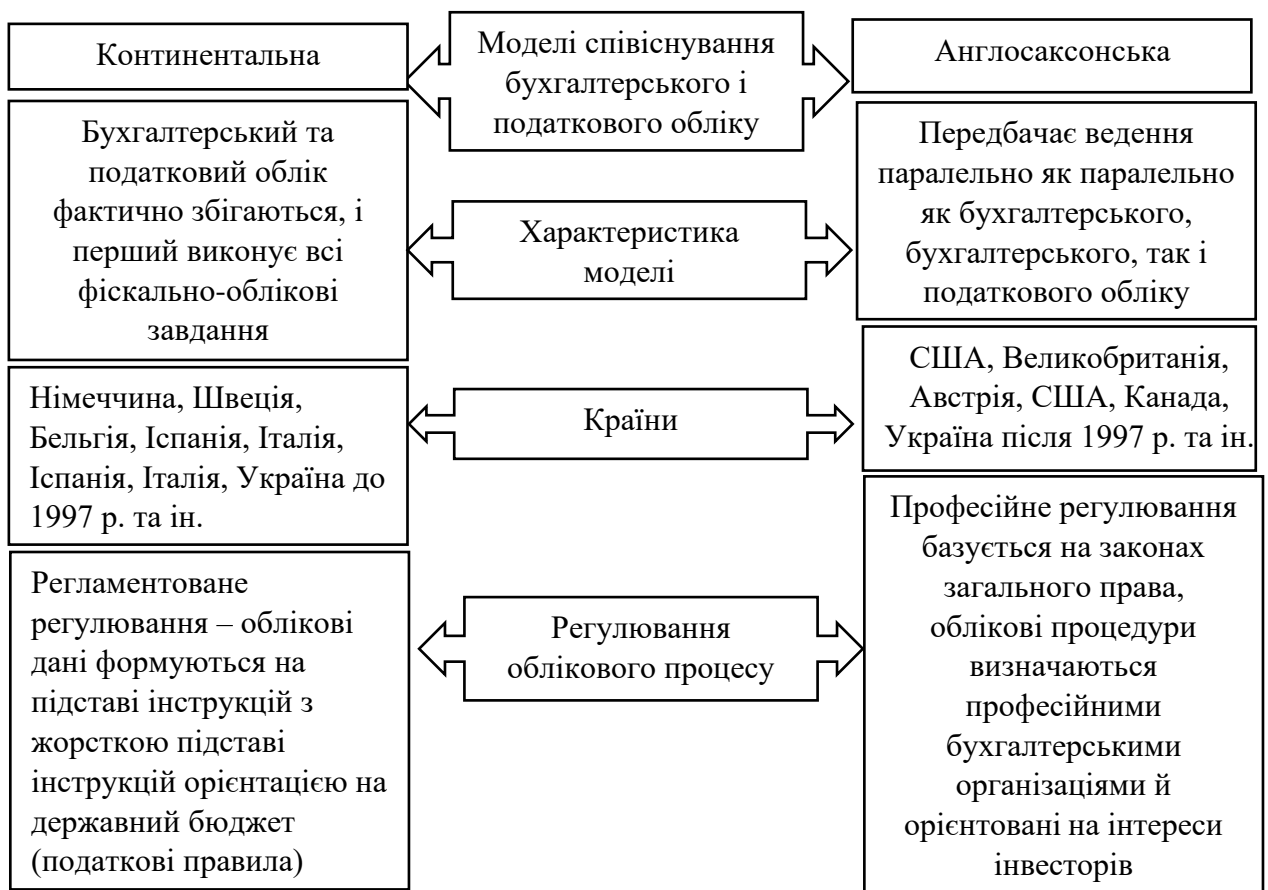 Континентальна
Моделі співіснування
бухгалтерського і
податкового обліку
Англосаксонська
Бухгалтерський та
податковий облік
фактично збігаються, і
перший виконує всі
фіскально-облікові
завдання
Характеристика
моделі
Передбачає ведення
паралельно як паралельно
як бухгалтерського,
бухгалтерського, так і
податкового обліку
Німеччина, Швеція,
Бельгія, Іспанія, Італія,
Іспанія, Італія, Україна до
1997 р. та ін.
Країни
США, Великобританія,
Австрія, США, Канада,
Україна після 1997 р. та ін.
Регламентоване
регулювання – облікові
дані формуються на
підставі інструкцій з
жорсткою підставі
інструкцій орієнтацією на
державний бюджет
(податкові правила)
Регулювання
облікового процесу
Професійне регулювання
базується на законах
загального права,
облікові процедури
визначаються
професійними
бухгалтерськими
організаціями й
орієнтовані на інтереси
інвесторів